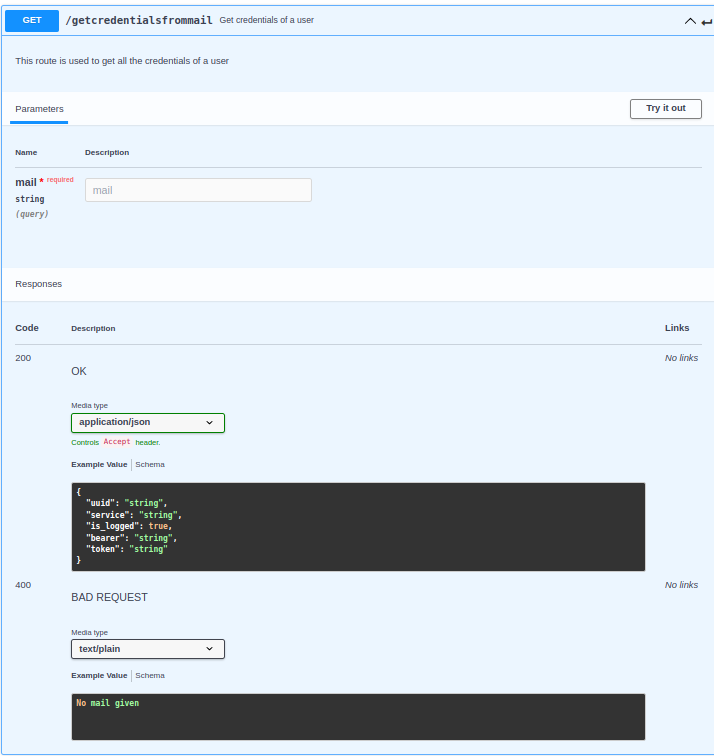 GET /getcredentialsfrommail Get credentials of a user
This route is used to get all the credentials of a user
Parameters Try it out
Name Description
mail * required mail
string
(query)
Responses
Code Description Links
200 No links
OK
Media type
application/json
Controls Accept header.
Example Value Schema
{
"uuid": "string",
"service": "string",
"is_logged": true,
"bearer": "string",
"token": "string"
}
400 No links
BAD REQUEST
Media type
text/plain
Example Value Schema
No mail given